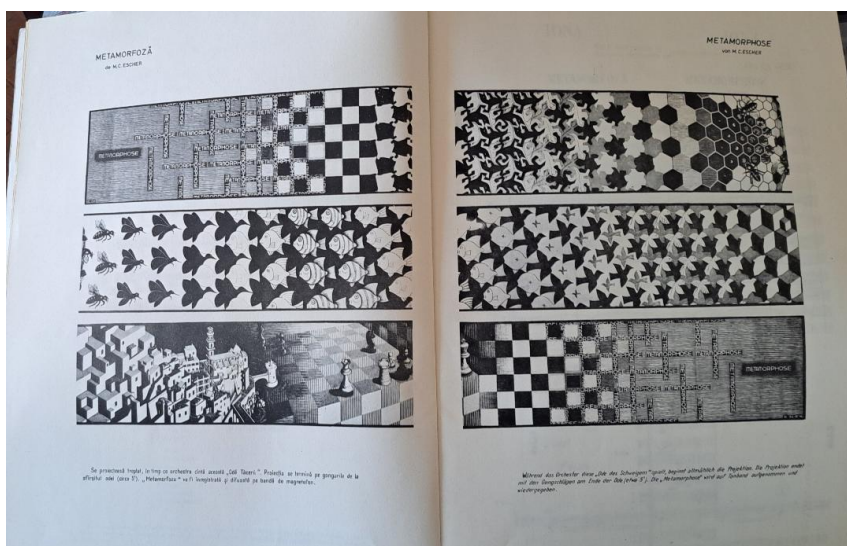 METAMORFOZĂ
de M.C. ESCHER
METAMORPHOSE
von M.C. ESCHER
METAMORPHOSE
METAMORPHOSE
Se proiectează treptat, în timp ce orchestra cîntă această „Odă Tăcerii”. Proiecția se termină pe gongurile de la
sfîrșitul odei (circa 5'). „Metamorfoza” va fi înregistrată și difuzată pe bandă de magnetofon.
Während das Orchester diese „Ode des Schweigens” spielt, beginnt allmählich die Projektion. Die Projektion endet
mit den Gongschlägen am Ende der Ode (etwa 5'). Die „Metamorphose” wird auf Tonband aufgenommen und
wiedergegeben.